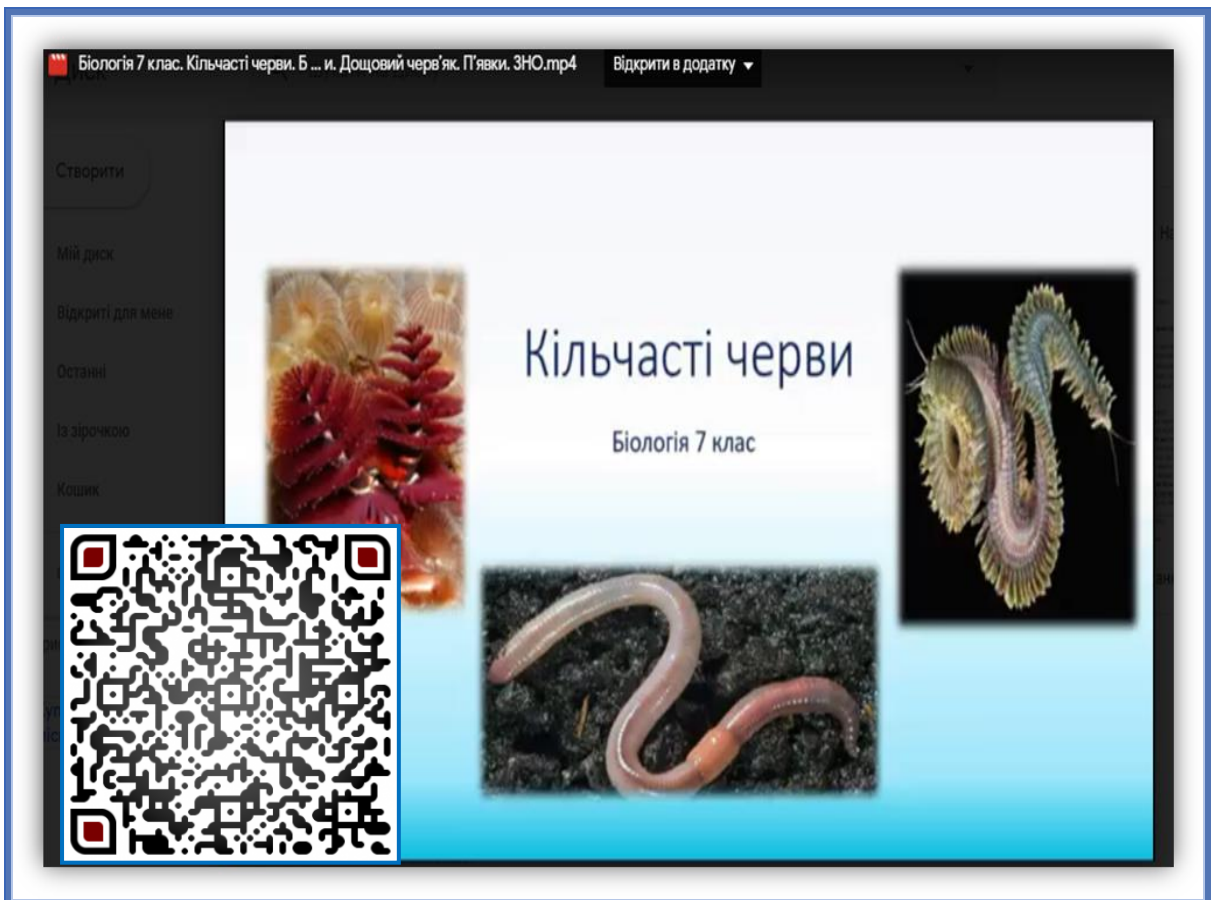 Біологія 7 клас. Кільчасті черви. Б ... и. Дощовий черв'як. П'явки. ЗНО.mp4
Відкрити в додатку
Диск
Створити
Мій диск
Відкриті для мене
Останні
Із зірочкою
Кошик
Кільчасті черви
Біологія 7 клас